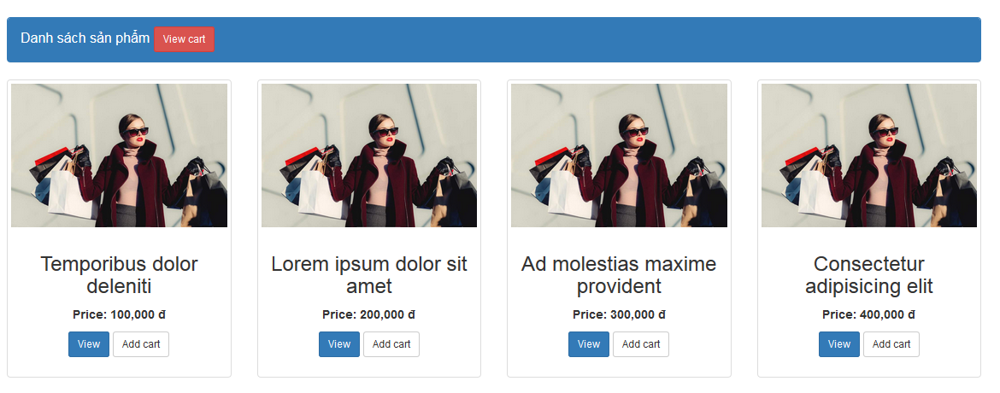 Danh sách sản phẩm View cart
Temporibus dolor
deleniti
Price: 100,000 đ
View Add cart
Lorem ipsum dolor sit
amet
Price: 200,000 đ
View Add cart
Ad molestias maxime
provident
Price: 300,000 đ
View Add cart
Consectetur
adipisicing elit
Price: 400,000 đ
View Add cart